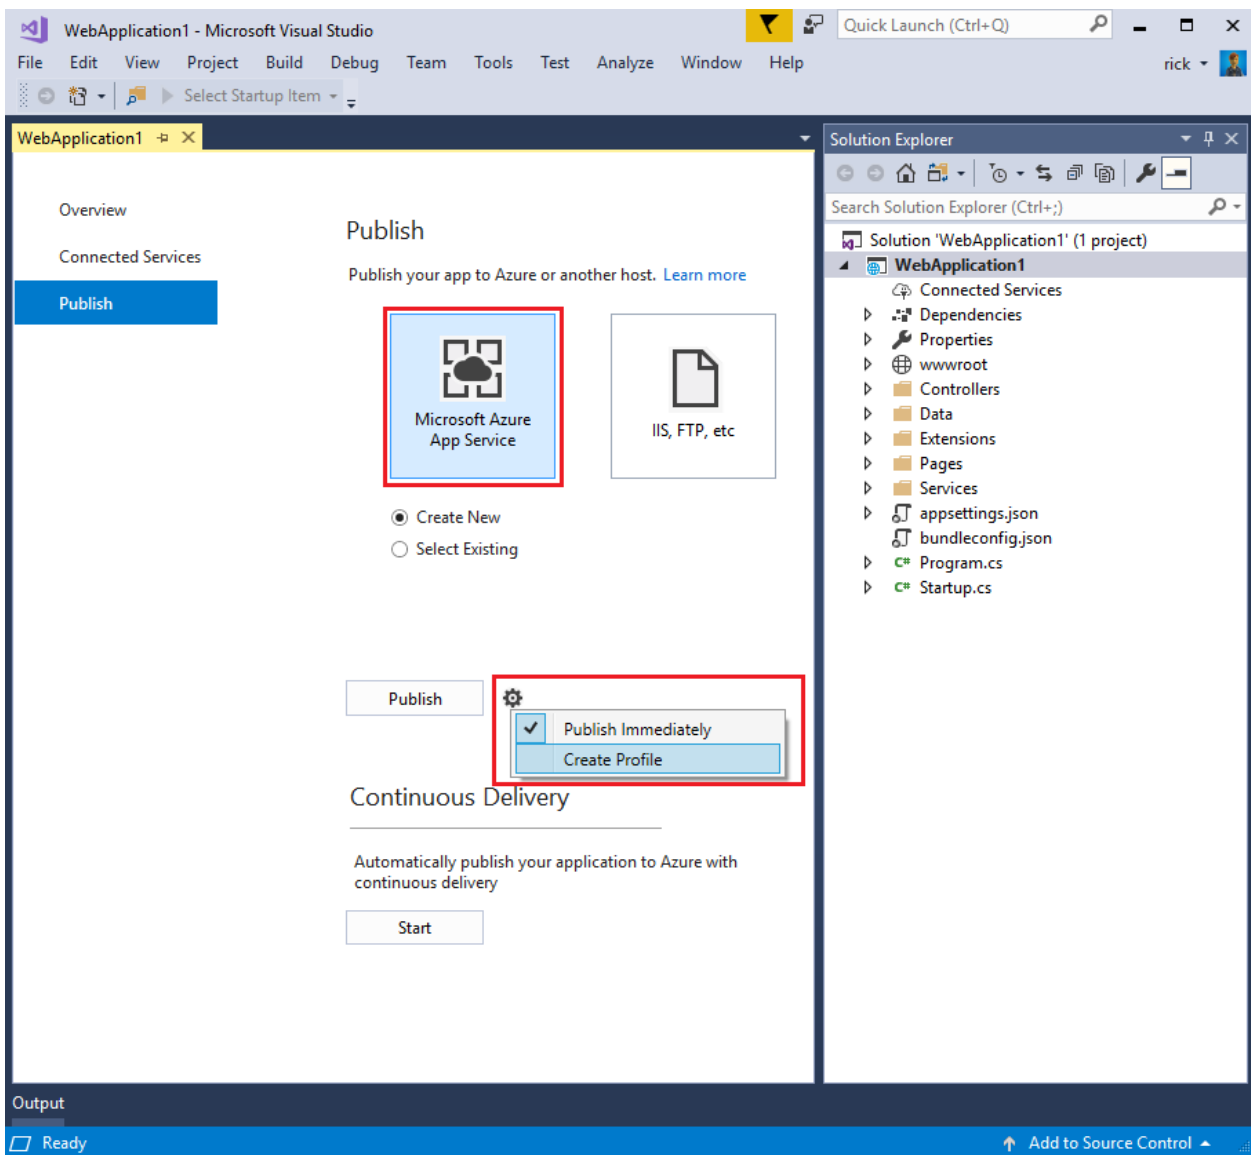 WebApplication1 - Microsoft Visual Studio
Quick Launch (Ctrl+Q)
File Edit View Project Build Debug Team Tools Test Analyze Window Help
rick
Select Startup Item
WebApplication1
Overview
Connected Services
Publish
Publish
Publish your app to Azure or another host. Learn more
Microsoft Azure
App Service
IIS, FTP, etc
Create New
Select Existing
Publish
Publish Immediately
Create Profile
Continuous Delivery
Automatically publish your application to Azure with
continuous delivery
Start
Solution Explorer
Search Solution Explorer (Ctrl+;)
Solution 'WebApplication1' (1 project)
WebApplication1
Connected Services
Dependencies
Properties
wwwroot
Controllers
Data
Extensions
Pages
Services
appsettings.json
bundleconfig.json
C# Program.cs
C# Startup.cs
Output
Ready
Add to Source Control